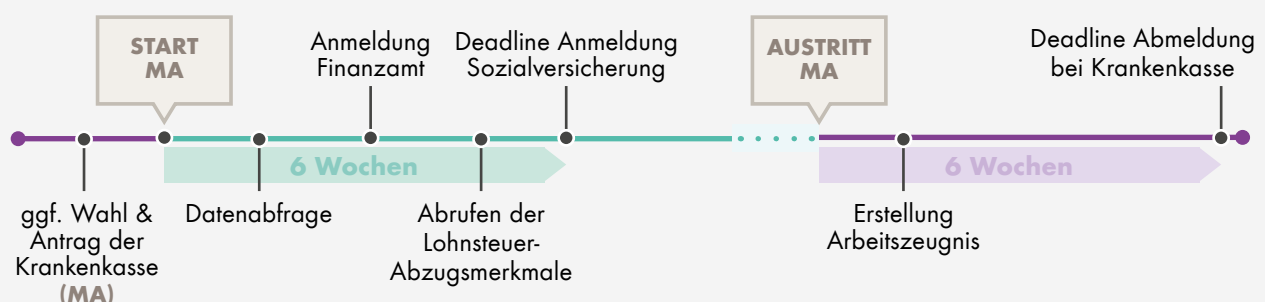 START
MA
Anmeldung
Finanzamt
Deadline Anmeldung
Sozialversicherung
AUSTRITT
MA
Deadline Abmeldung
bei Krankenkasse
6 Wochen
6 Wochen
ggf. Wahl &
Antrag der
Krankenkasse
(MA)
Datenabfrage
Abrufen der
Lohnsteuer-
Abzugsmerkmale
Erstellung
Arbeitszeugnis